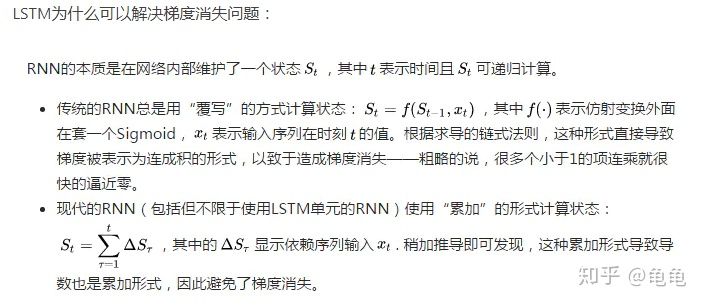 LSTM为什么可以解决梯度消失问题：
RNN的本质是在网络内部维护了一个状态 S_t ，其中 t 表示时间且 S_t 可递归计算。
• 传统的RNN总是用“覆写”的方式计算状态： S_t = f(S_{t-1}, x_t) ，其中 f(·) 表示仿射变换外面
在套一个Sigmoid， x_t 表示输入序列在时刻 t 的值。根据求导的链式法则，这种形式直接导致
梯度被表示为连成积的形式，以致于造成梯度消失——粗略的说，很多个小于1的项连乘就很
快的逼近零。
• 现代的RNN（包括但不限于使用LSTM单元的RNN）使用“累加”的形式计算状态：
S_t = \sum_{τ=1}^{t} ΔS_τ ，其中的 ΔS_τ 显示依赖序列输入 x_t . 稍加推导即可发现，这种累加形式导致导
数也是累加形式，因此避免了梯度消失。
知乎 @龟龟